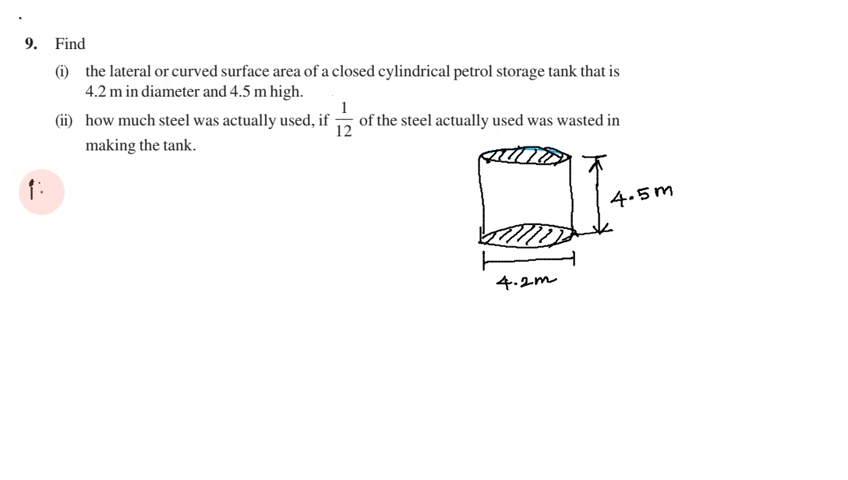 9. Find
(i) the lateral or curved surface area of a closed cylindrical petrol storage tank that is
4.2 m in diameter and 4.5 m high.
(ii) how much steel was actually used, if 1/12 of the steel actually used was wasted in
making the tank.
1:
4.5m
4.2m